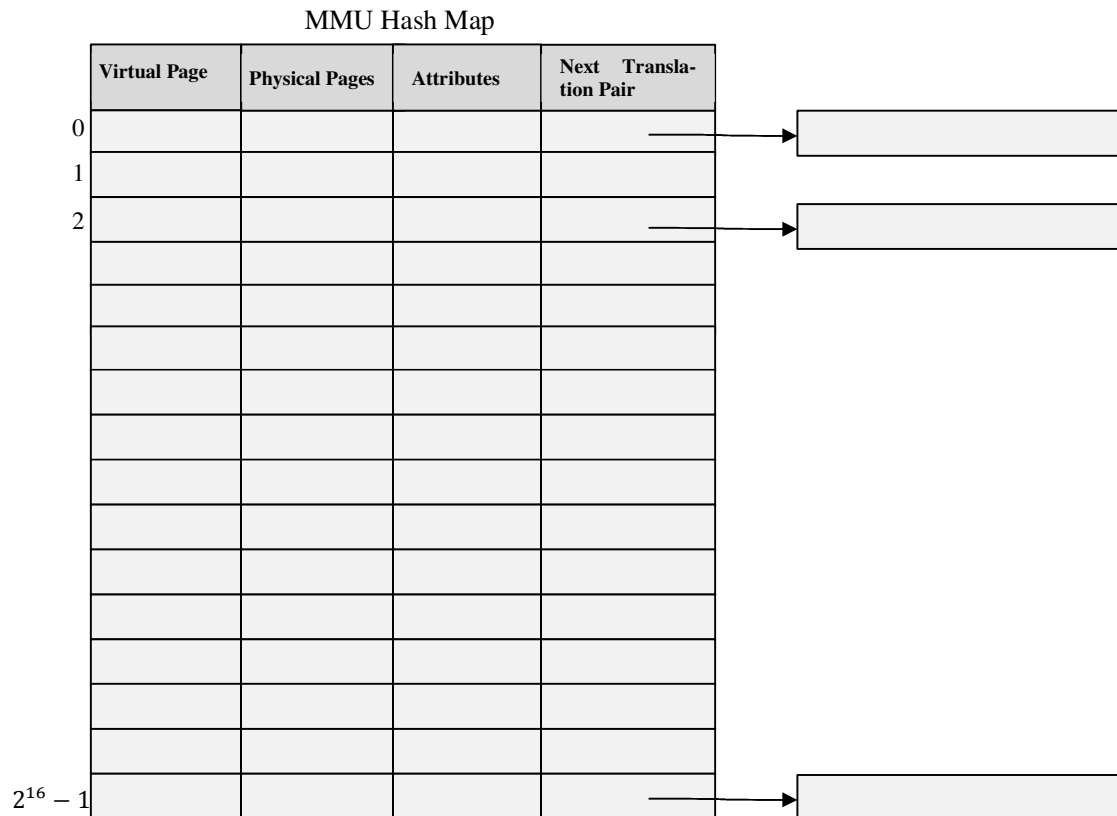 MMU Hash Map
Virtual Page Physical Pages Attributes Next Transla-
tion Pair
0
1
2
2¹⁶ − 1